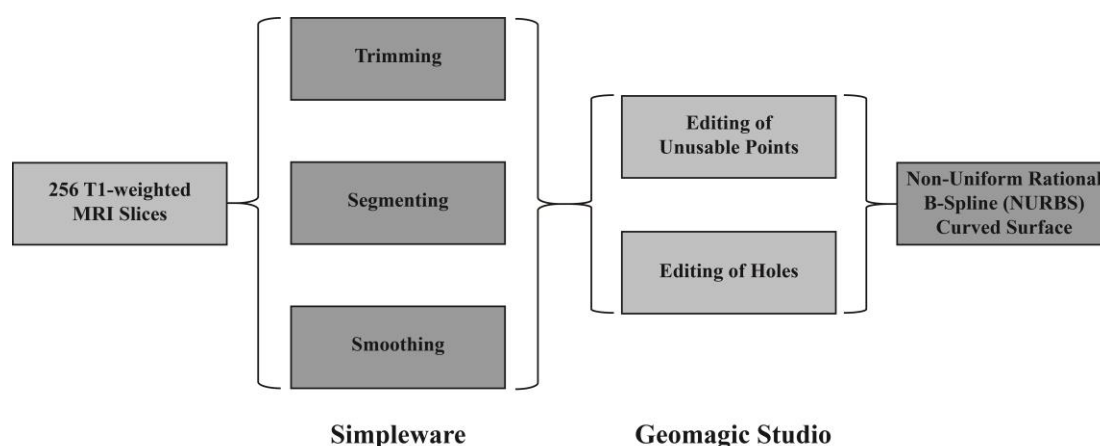 256 T1-weighted
MRI Slices
Trimming
Segmenting
Smoothing
Simpleware
Editing of
Unusable Points
Editing of Holes
Geomagic Studio
Non-Uniform Rational
B-Spline (NURBS)
Curved Surface